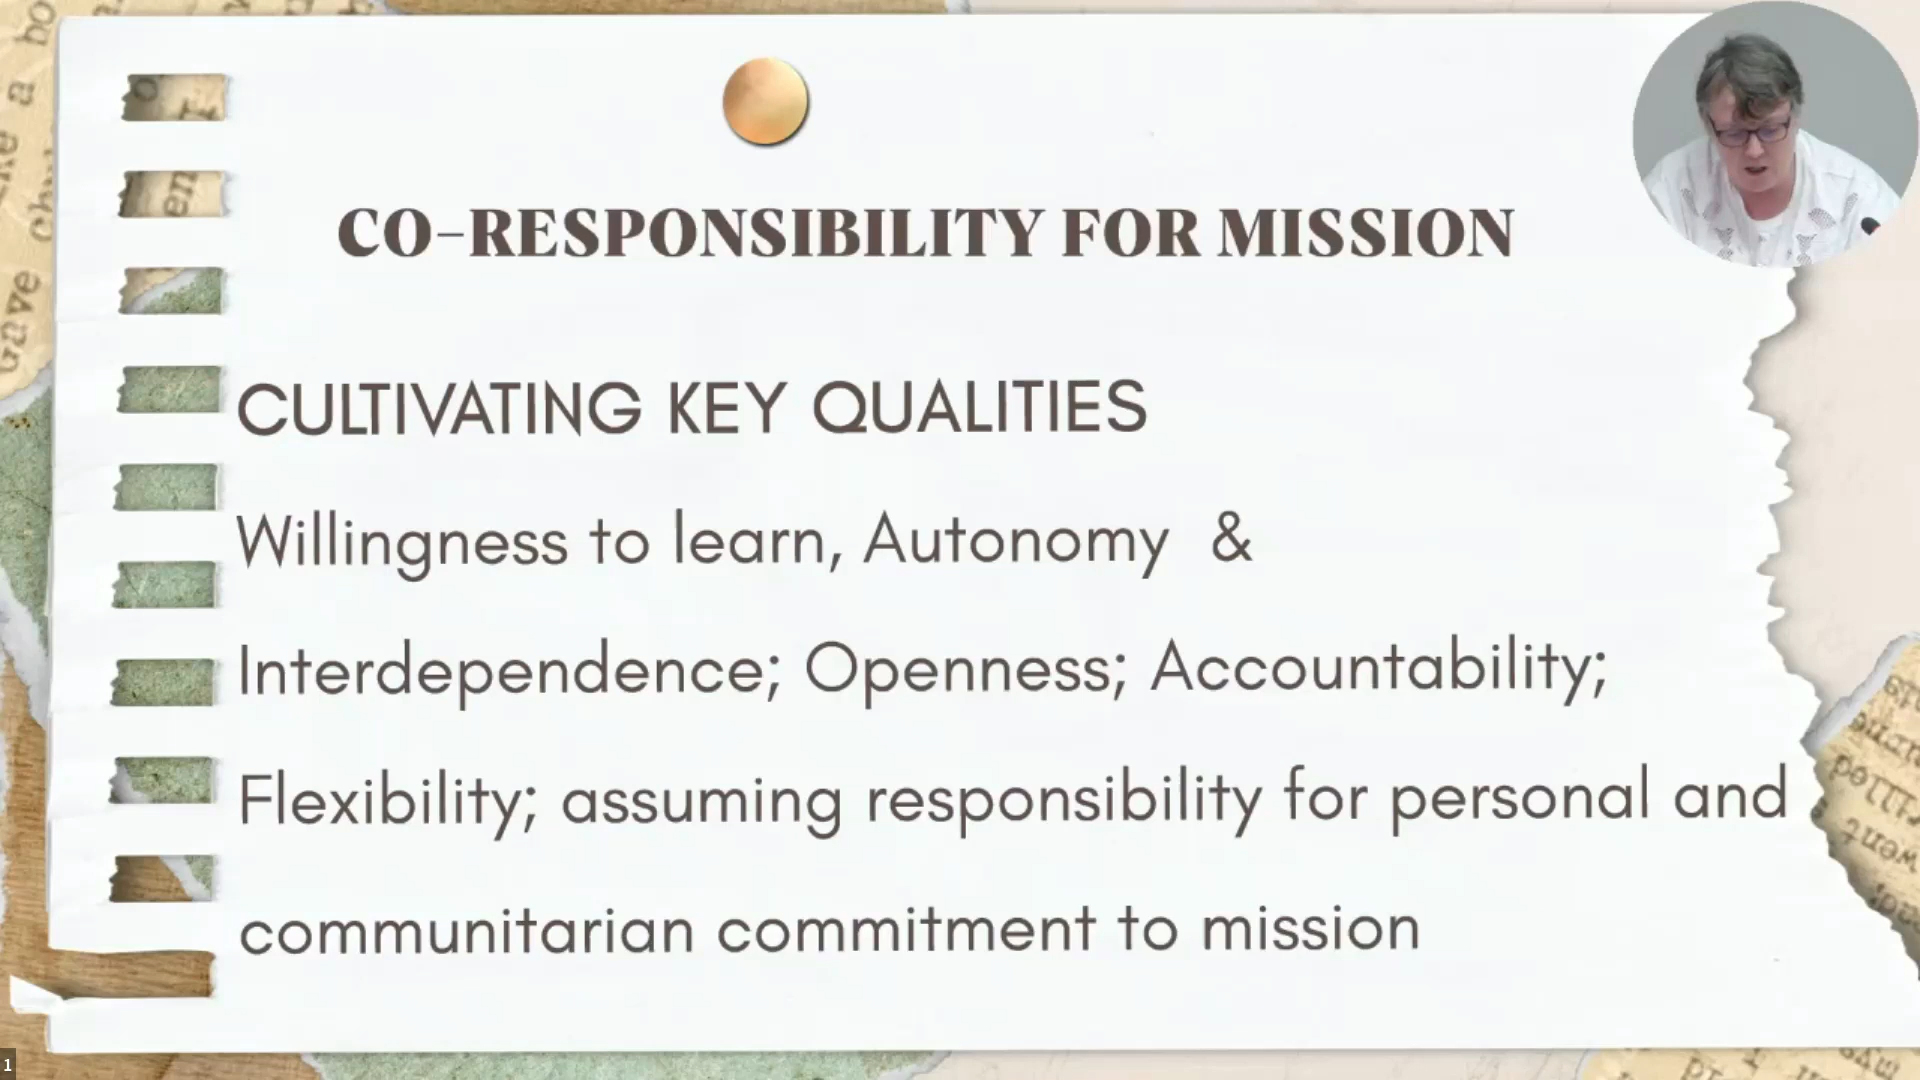 CO-RESPONSIBILITY FOR MISSION
CULTIVATING KEY QUALITIES
Willingness to learn, Autonomy &
Interdependence; Openness; Accountability;
Flexibility; assuming responsibility for personal and
communitarian commitment to mission
1